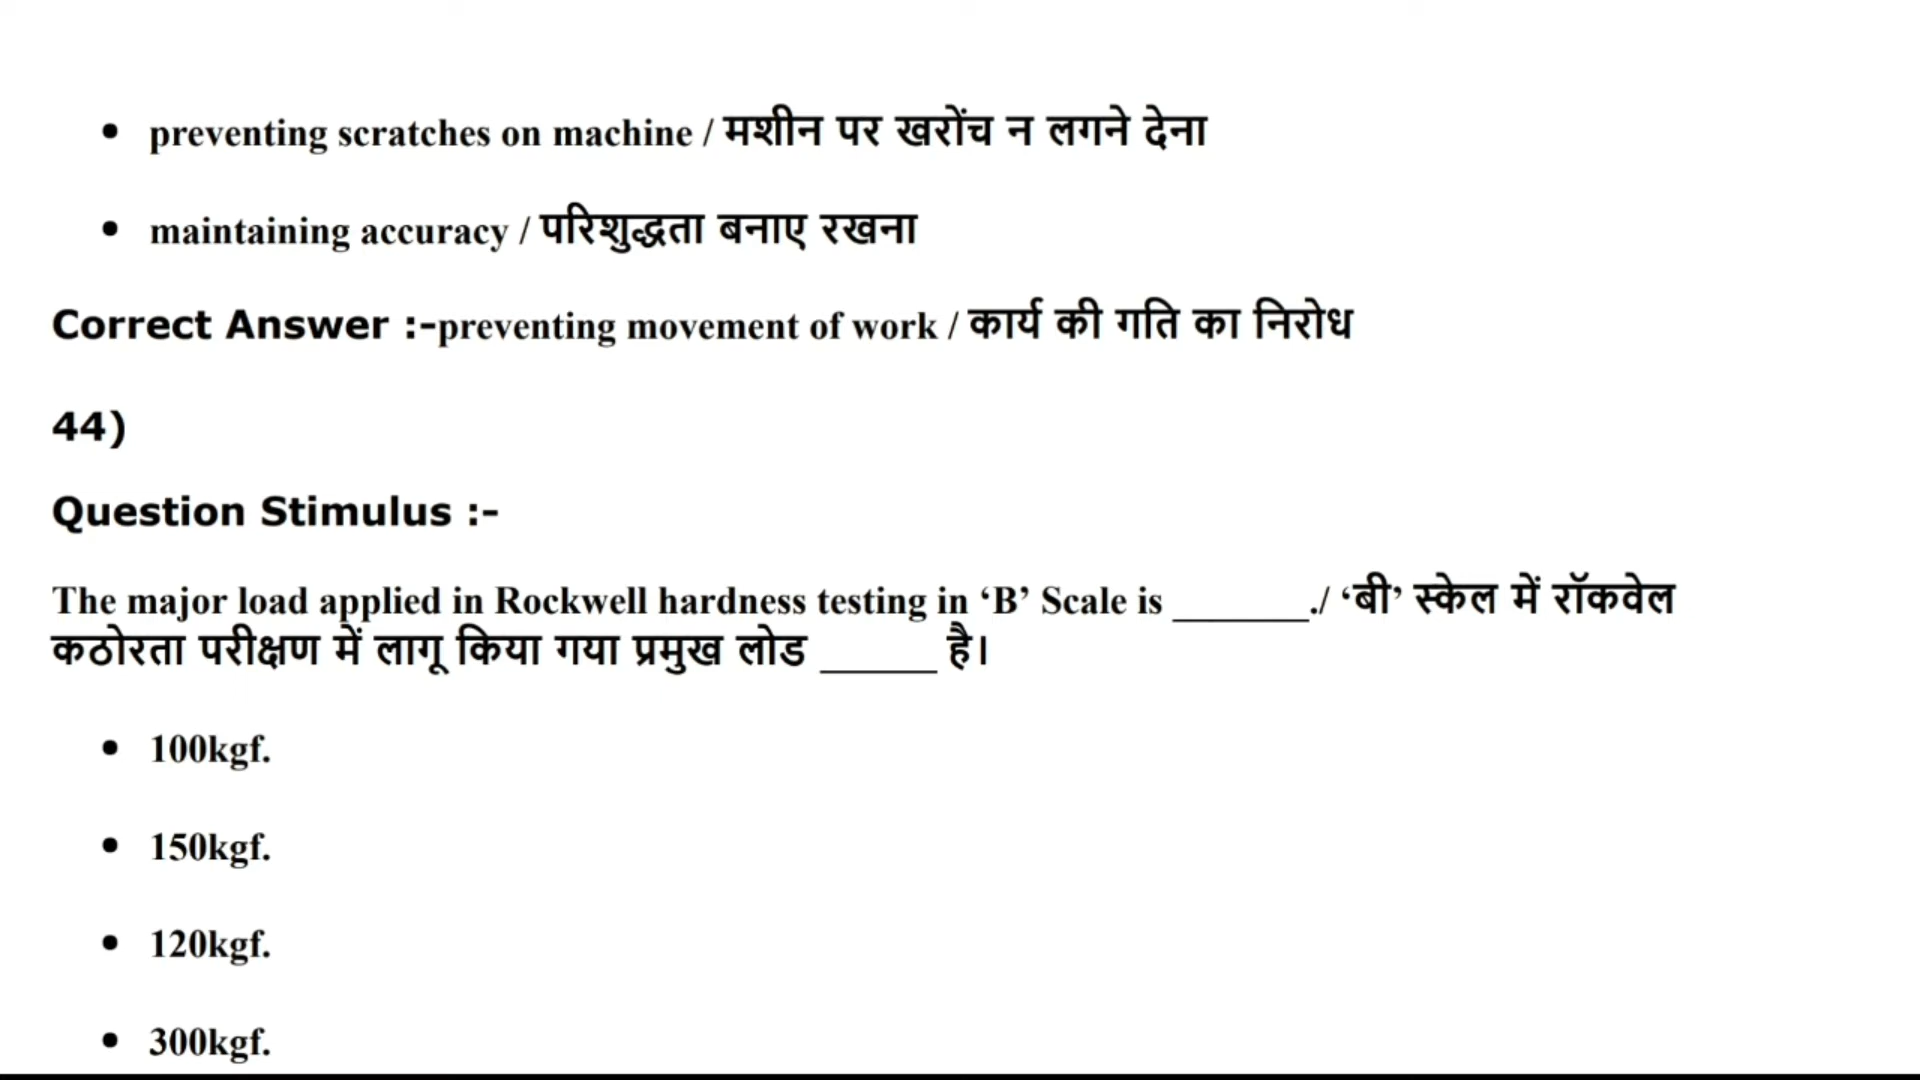 • preventing scratches on machine / मशीन पर खरोंच न लगने देना
• maintaining accuracy / परिशुद्धता बनाए रखना
Correct Answer :-preventing movement of work / कार्य की गति का निरोध
44)
Question Stimulus :-
The major load applied in Rockwell hardness testing in ‘B’ Scale is _______./ ‘बी’ स्केल में रॉकवेल
कठोरता परीक्षण में लागू किया गया प्रमुख लोड ______ है।
• 100kgf.
• 150kgf.
• 120kgf.
• 300kgf.